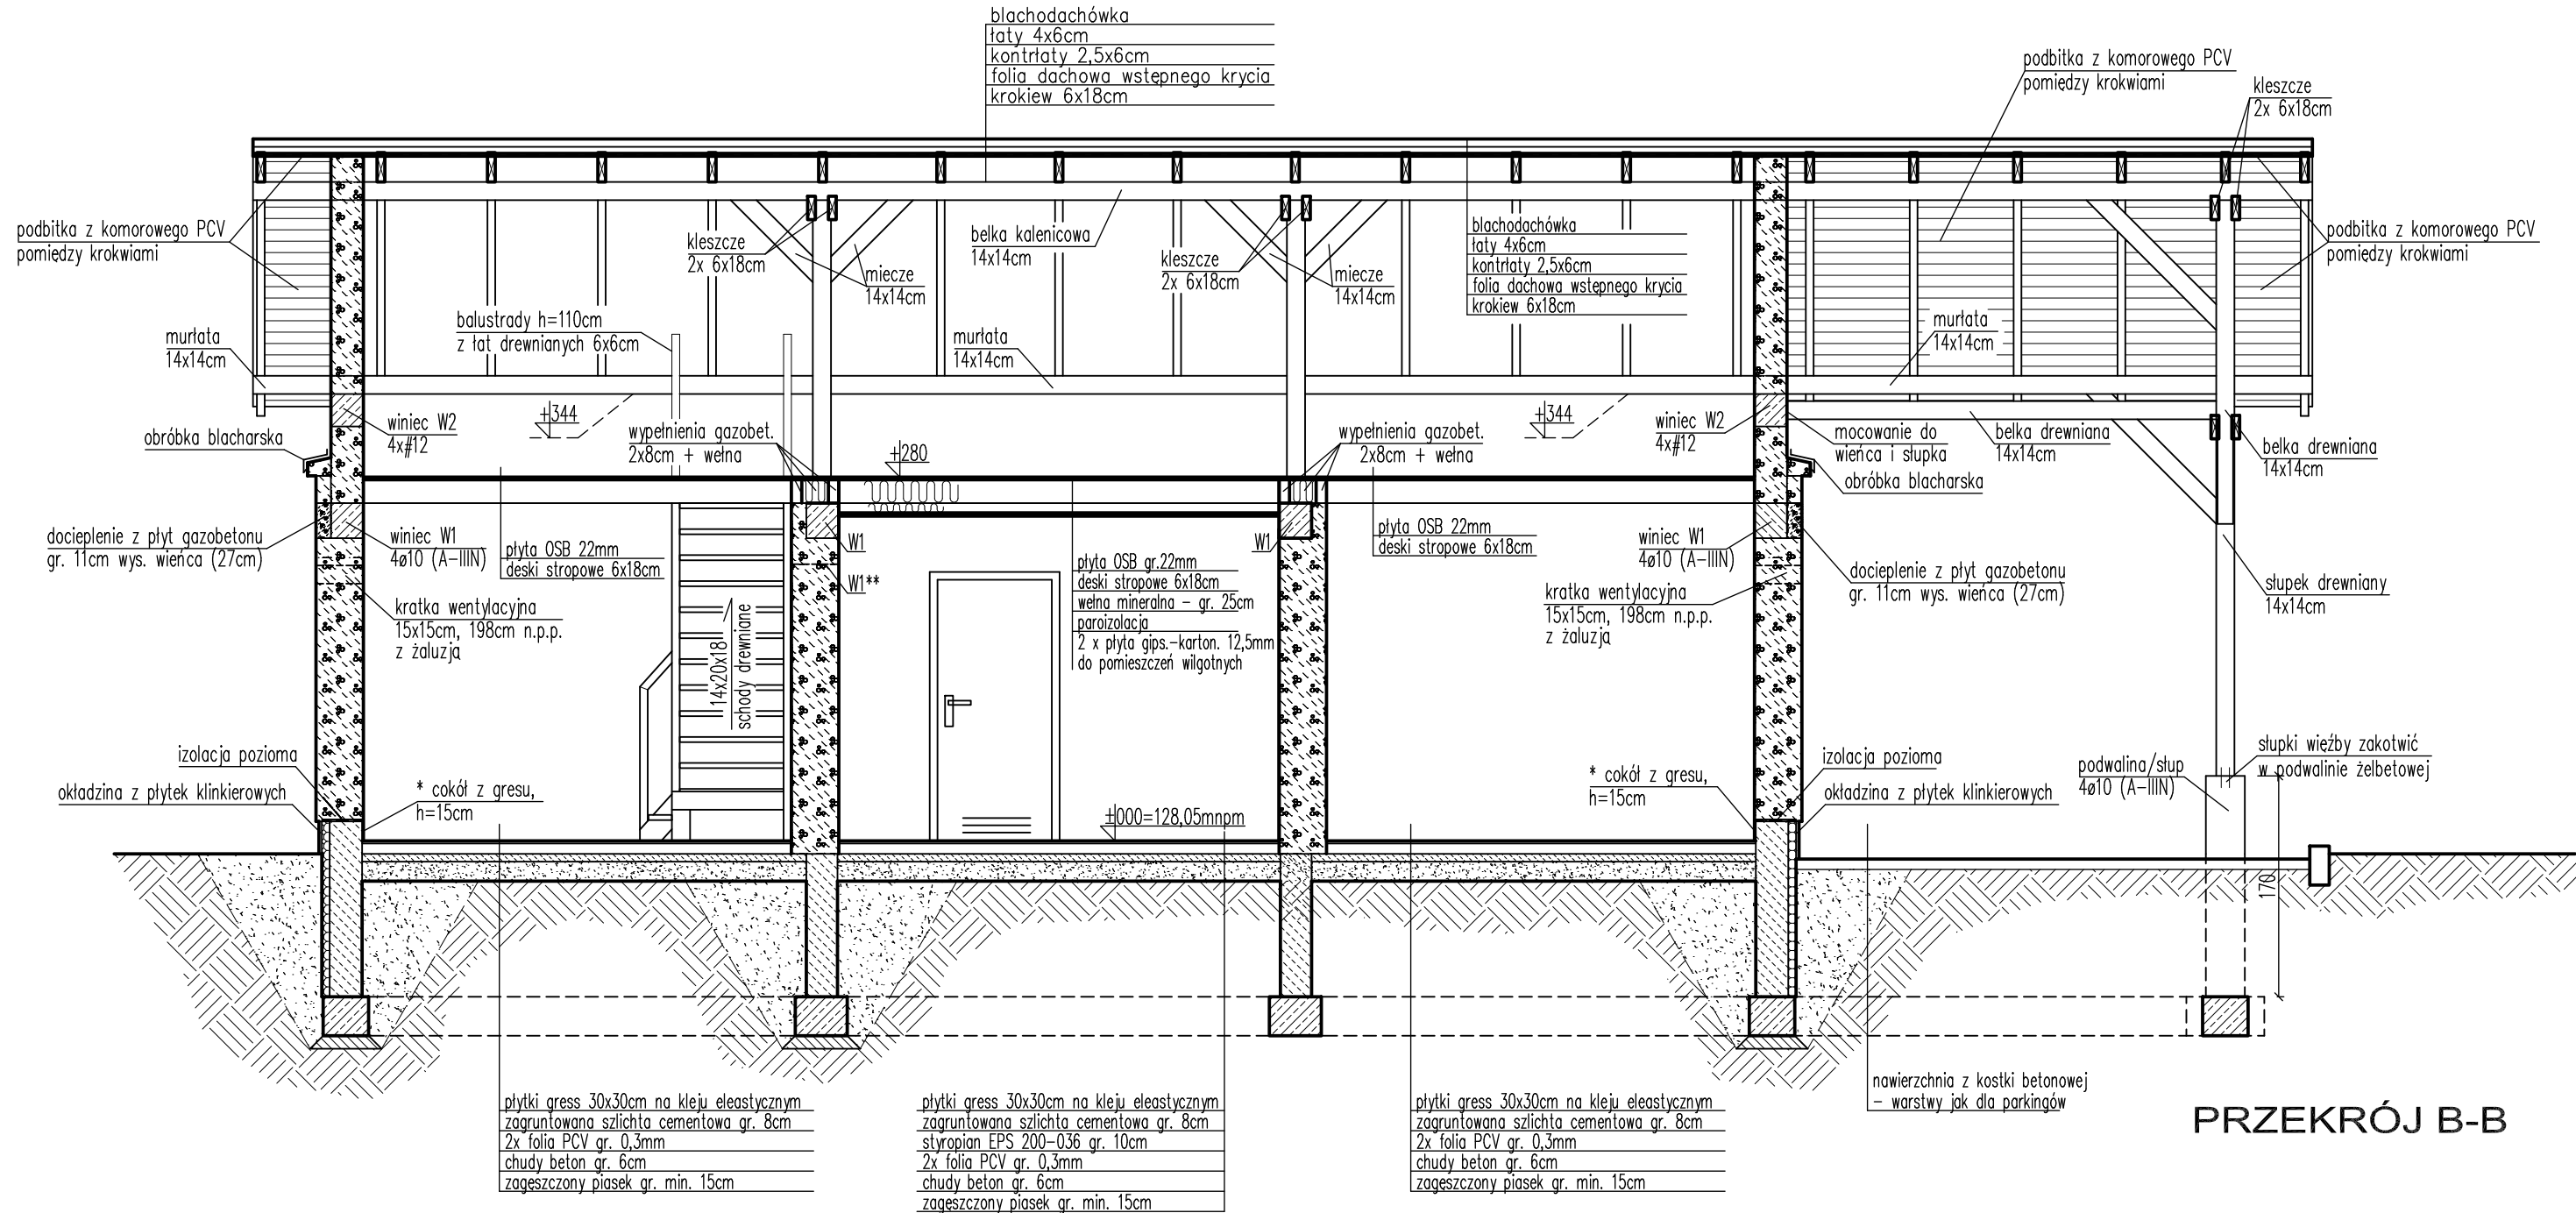 blachodachówka
łaty 4x6cm
kontrłaty 2,5x6cm
folia dachowa wstępnego krycia
krokiew 6x18cm
podbitka z komorowego PCV
pomiędzy krokwiami
kleszcze
2x 6x18cm
podbitka z komorowego PCV
pomiędzy krokwiami
kleszcze
2x 6x18cm
miecze
14x14cm
belka kalenicowa
14x14cm
kleszcze
2x 6x18cm
miecze
14x14cm
blachodachówka
łaty 4x6cm
kontrłaty 2,5x6cm
folia dachowa wstępnego krycia
krokiew 6x18cm
podbitka z komorowego PCV
pomiędzy krokwiami
murłata
14x14cm
balustrady h=110cm
z łat drewnianych 6x6cm
murłata
14x14cm
murłata
14x14cm
obróbka blacharska
winiec W2
4x#12
+344
wypełnienia gazobet.
2x8cm + wełna
+280
wypełnienia gazobet.
2x8cm + wełna
+344
winiec W2
4x#12
mocowanie do
wieńca i słupka
belka drewniana
14x14cm
belka drewniana
14x14cm
obróbka blacharska
docieplenie z płyt gazobetonu
gr. 11cm wys. wieńca (27cm)
winiec W1
4ø10 (A-IIIN)
płyta OSB 22mm
deski stropowe 6x18cm
W1
W1**
płyta OSB gr.22mm
deski stropowe 6x18cm
wełna mineralna - gr. 25cm
paroizolacja
2 x płyta gips.-karton. 12,5mm
do pomieszczeń wilgotnych
W1
płyta OSB 22mm
deski stropowe 6x18cm
winiec W1
4ø10 (A-IIIN)
docieplenie z płyt gazobetonu
gr. 11cm wys. wieńca (27cm)
słupek drewniany
14x14cm
kratka wentylacyjna
15x15cm, 198cm n.p.p.
z żaluzją
14x20x18
schody drewniane
kratka wentylacyjna
15x15cm, 198cm n.p.p.
z żaluzją
izolacja pozioma
okładzina z płytek klinkierowych
* cokół z gresu,
h=15cm
±000=128,05mnpm
* cokół z gresu,
h=15cm
izolacja pozioma
okładzina z płytek klinkierowych
podwalina/słup
4ø10 (A-IIIN)
słupki więźby zakotwić
w podwalinie żelbetowej
170
płytki gress 30x30cm na kleju eleastycznym
zagruntowana szlichta cementowa gr. 8cm
2x folia PCV gr. 0,3mm
chudy beton gr. 6cm
zagęszczony piasek gr. min. 15cm
płytki gress 30x30cm na kleju eleastycznym
zagruntowana szlichta cementowa gr. 8cm
styropian EPS 200-036 gr. 10cm
2x folia PCV gr. 0,3mm
chudy beton gr. 6cm
zagęszczony piasek gr. min. 15cm
płytki gress 30x30cm na kleju eleastycznym
zagruntowana szlichta cementowa gr. 8cm
2x folia PCV gr. 0,3mm
chudy beton gr. 6cm
zagęszczony piasek gr. min. 15cm
nawierzchnia z kostki betonowej
- warstwy jak dla parkingów
PRZEKRÓJ B-B